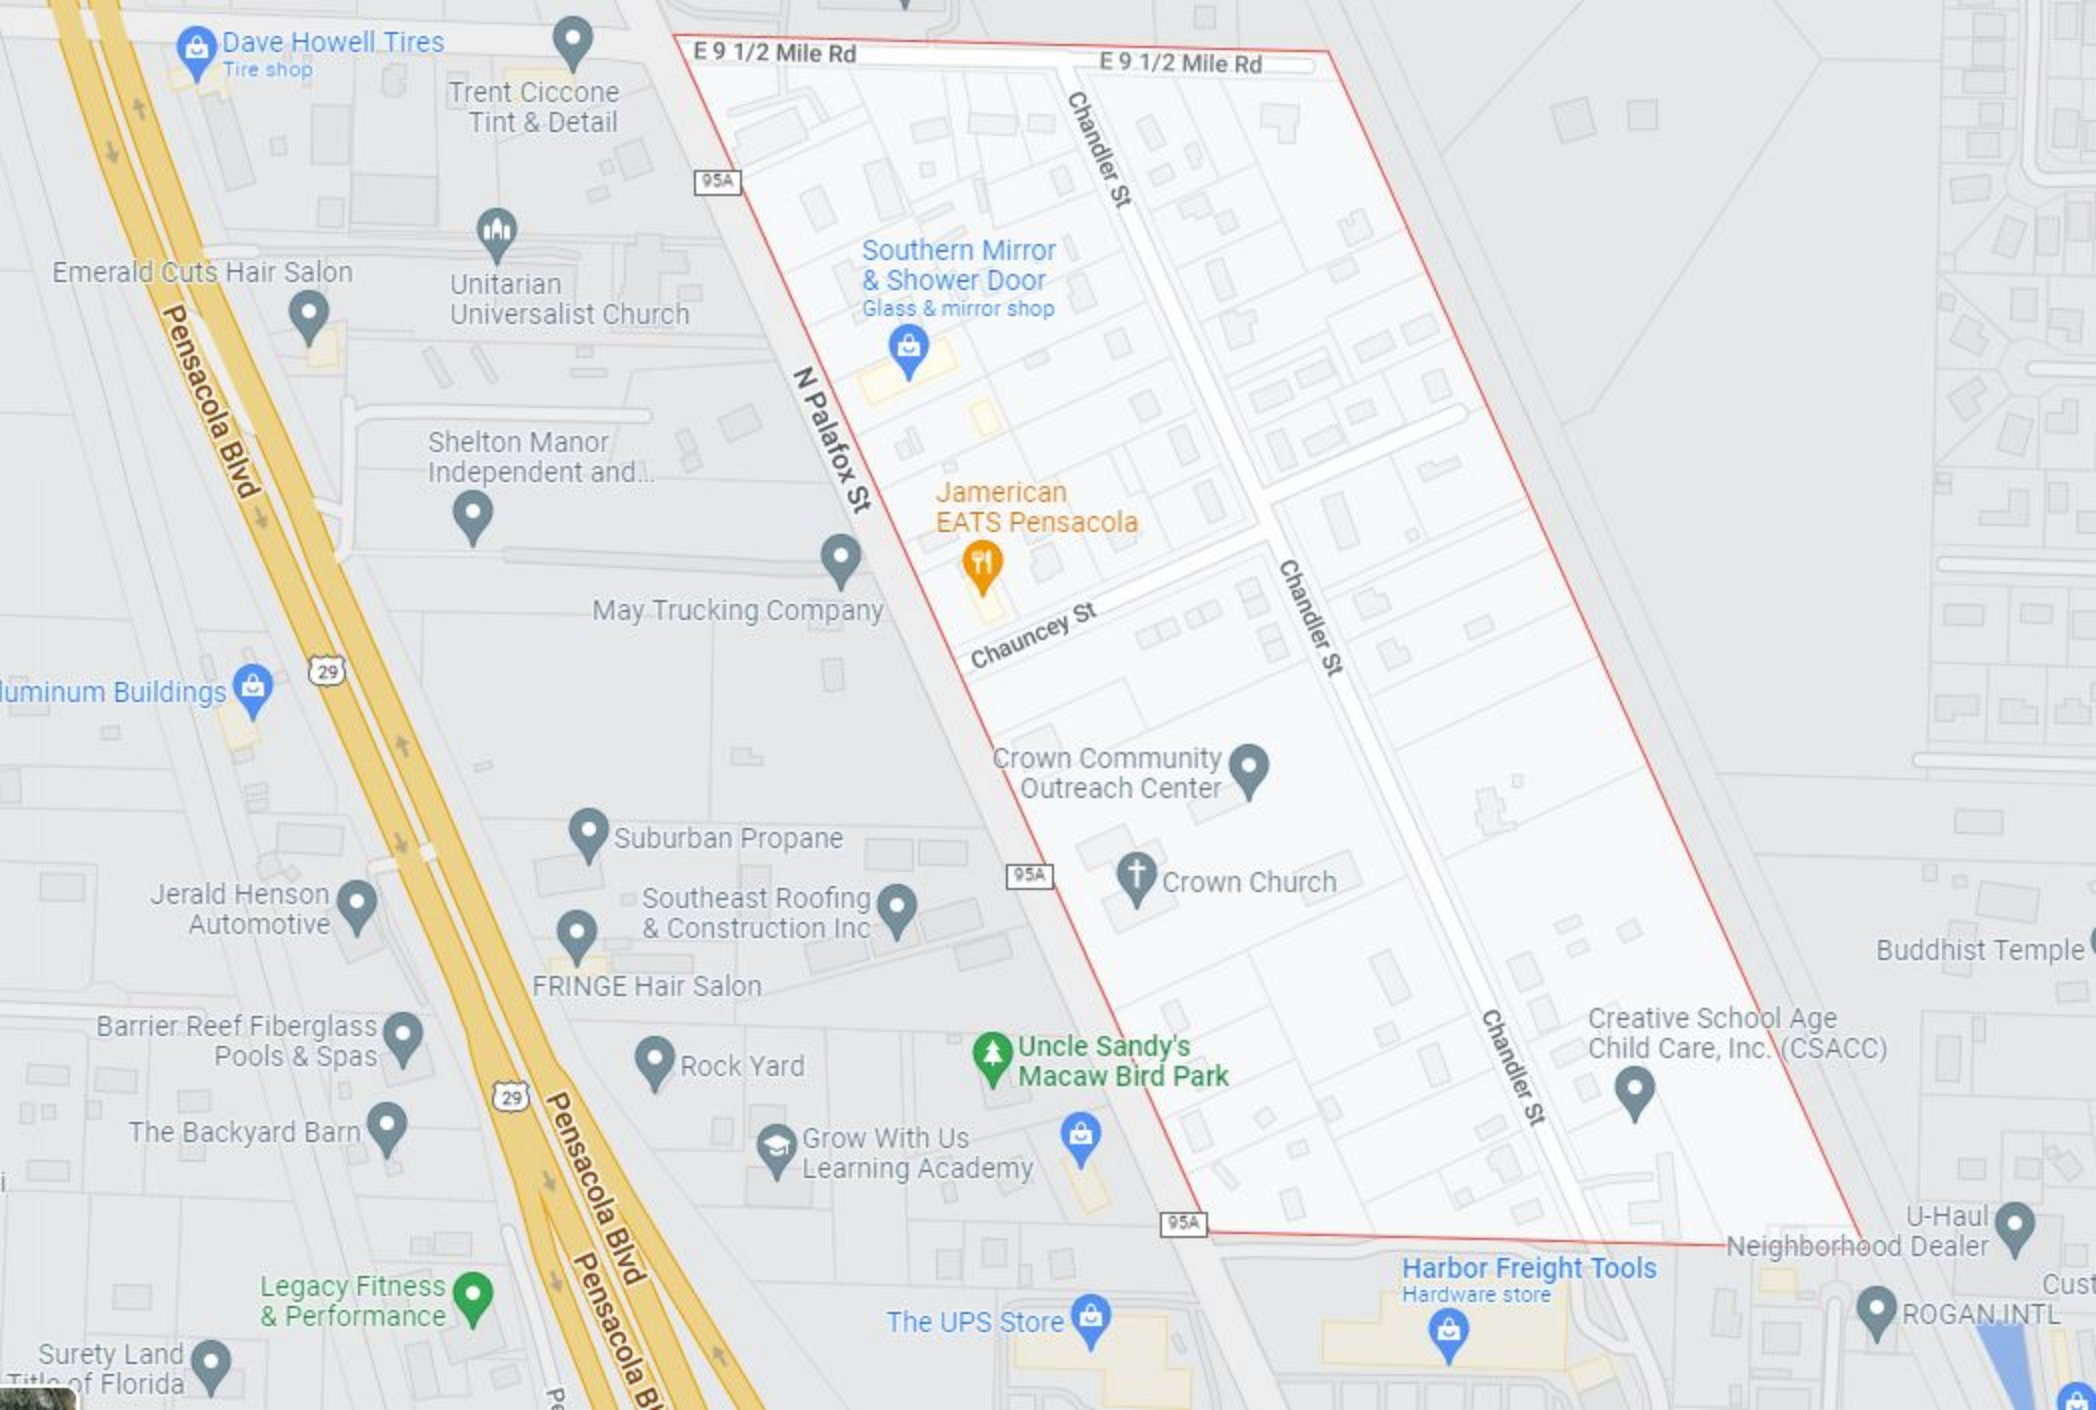 Dave Howell Tires
Tire shop
Trent Ciccone
Tint & Detail
E 9 1/2 Mile Rd
E 9 1/2 Mile Rd
Chandler St
95A
Emerald Cuts Hair Salon
Unitarian
Universalist Church
Southern Mirror
& Shower Door
Glass & mirror shop
Pensacola Blvd
N Palafox St
Shelton Manor
Independent and...
Jamerican
EATS Pensacola
May Trucking Company
Chauncey St
Chandler St
29
luminum Buildings
Crown Community
Outreach Center
Suburban Propane
95A
Crown Church
Jerald Henson
Automotive
Southeast Roofing
& Construction Inc
FRINGE Hair Salon
Buddhist Temple
Barrier Reef Fiberglass
Pools & Spas
Rock Yard
Uncle Sandy's
Macaw Bird Park
Chandler St
Creative School Age
Child Care, Inc. (CSACC)
29
Pensacola Blvd
The Backyard Barn
Grow With Us
Learning Academy
i
95A
U-Haul
Neighborhood Dealer
Harbor Freight Tools
Hardware store
Legacy Fitness
& Performance
Pensacola Bl
The UPS Store
ROGAN INTL
Cust
Surety Land
Title of Florida
Pe